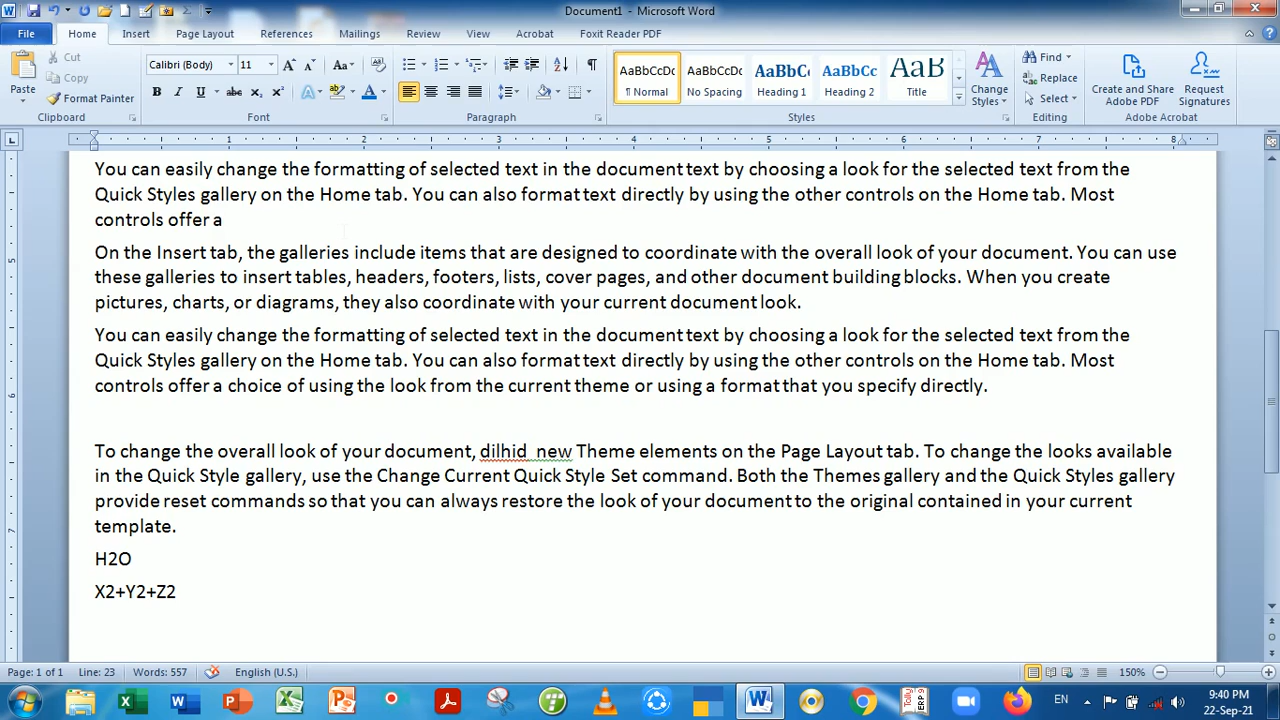 Document1 - Microsoft Word
File Home Insert Page Layout References Mailings Review View Acrobat Foxit Reader PDF
Paste Cut Copy Format Painter
Clipboard
Calibri (Body) 11
Font
Paragraph
AaBbCcDc ¶ Normal
AaBbCcDc No Spacing
AaBbCc Heading 1
AaBbCc Heading 2
AaB Title
Change Styles
Styles
Find
Replace
Select
Editing
Create and Share Adobe PDF
Request Signatures
Adobe Acrobat
1 2 3 4 5 6 7 8
You can easily change the formatting of selected text in the document text by choosing a look for the selected text from the
Quick Styles gallery on the Home tab. You can also format text directly by using the other controls on the Home tab. Most
controls offer a
On the Insert tab, the galleries include items that are designed to coordinate with the overall look of your document. You can use
these galleries to insert tables, headers, footers, lists, cover pages, and other document building blocks. When you create
pictures, charts, or diagrams, they also coordinate with your current document look.
You can easily change the formatting of selected text in the document text by choosing a look for the selected text from the
Quick Styles gallery on the Home tab. You can also format text directly by using the other controls on the Home tab. Most
controls offer a choice of using the look from the current theme or using a format that you specify directly.
To change the overall look of your document, dilhid new Theme elements on the Page Layout tab. To change the looks available
in the Quick Style gallery, use the Change Current Quick Style Set command. Both the Themes gallery and the Quick Styles gallery
provide reset commands so that you can always restore the look of your document to the original contained in your current
template.
H2O
X2+Y2+Z2
Page: 1 of 1 Line: 23 Words: 557 English (U.S.) 150%
EN 9:40 PM
22-Sep-21